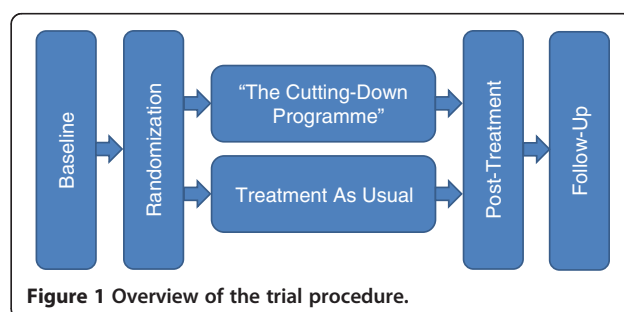 Baseline
Randomization
“The Cutting-Down
Programme”
Treatment As Usual
Post-Treatment
Follow-Up
Figure 1 Overview of the trial procedure.